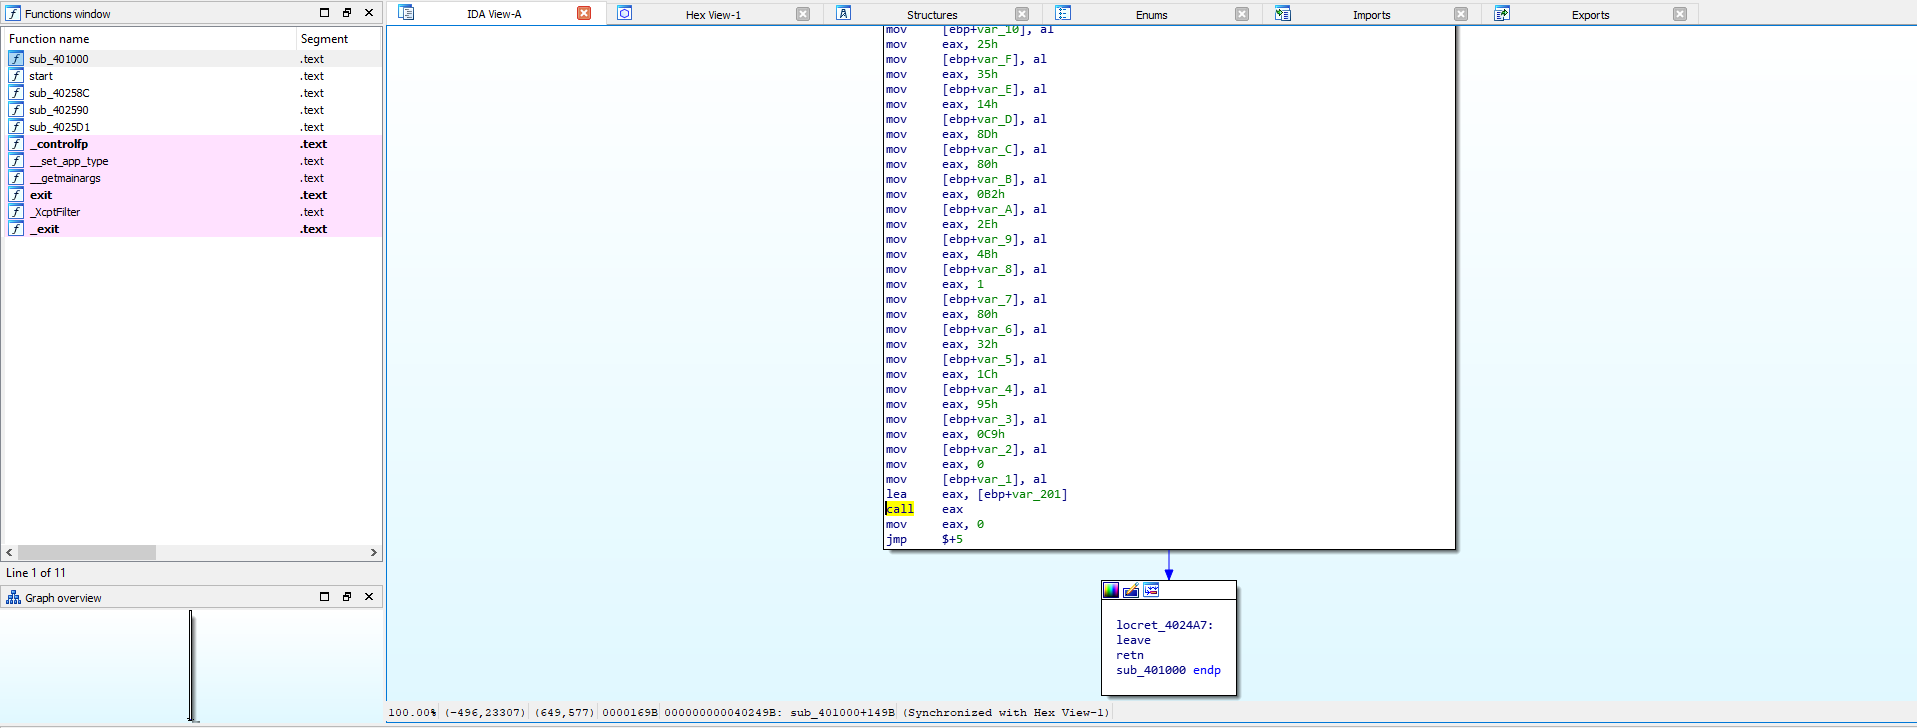 Functions window
IDA View-A
Hex View-1
Structures
Enums
Imports
Exports
Function name Segment
sub_401000 .text
start .text
sub_40258C .text
sub_402590 .text
sub_4025D1 .text
_controlfp .text
__set_app_type .text
__getmainargs .text
exit .text
_XcptFilter .text
_exit .text
Line 1 of 11
Graph overview
mov [ebp+var_10], al
mov eax, 25h
mov [ebp+var_F], al
mov eax, 35h
mov [ebp+var_E], al
mov eax, 14h
mov [ebp+var_D], al
mov eax, 8Dh
mov [ebp+var_C], al
mov eax, 80h
mov [ebp+var_B], al
mov eax, 0B2h
mov [ebp+var_A], al
mov eax, 2Eh
mov [ebp+var_9], al
mov eax, 4Bh
mov [ebp+var_8], al
mov eax, 1
mov [ebp+var_7], al
mov eax, 80h
mov [ebp+var_6], al
mov eax, 32h
mov [ebp+var_5], al
mov eax, 1Ch
mov [ebp+var_4], al
mov eax, 95h
mov [ebp+var_3], al
mov eax, 0C9h
mov [ebp+var_2], al
mov eax, 0
mov [ebp+var_1], al
lea eax, [ebp+var_201]
call eax
mov eax, 0
jmp $+5
locret_4024A7:
leave
retn
sub_401000 endp
100.00% (-496,23307) (649,577) 0000169B 000000000040249B: sub_401000+149B (Synchronized with Hex View-1)